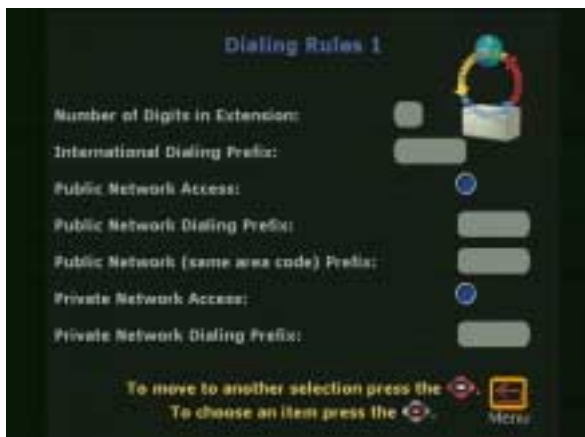 Dialing Rules 1
Number of Digits in Extension:
International Dialing Prefix:
Public Network Access:
Public Network Dialing Prefix:
Public Network (same area code) Prefix:
Private Network Access:
Private Network Dialing Prefix:
To move to another selection press the .
To choose an item press the .
Menu